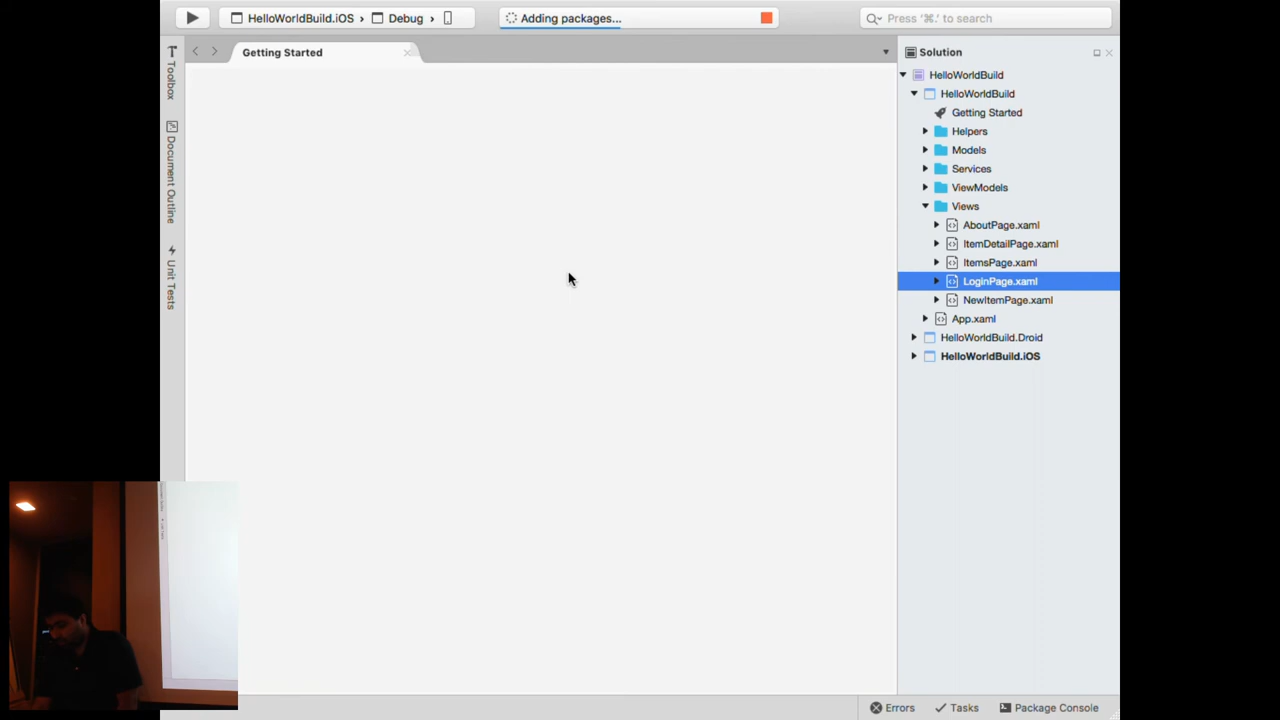 HelloWorldBuild.iOS › Debug ›
Adding packages...
Press '⌘.' to search
Getting Started
Toolbox
Document Outline
Unit Tests
Solution
HelloWorldBuild
HelloWorldBuild
Getting Started
Helpers
Models
Services
ViewModels
Views
AboutPage.xaml
ItemDetailPage.xaml
ItemsPage.xaml
LoginPage.xaml
NewItemPage.xaml
App.xaml
HelloWorldBuild.Droid
HelloWorldBuild.iOS
Errors
Tasks
Package Console